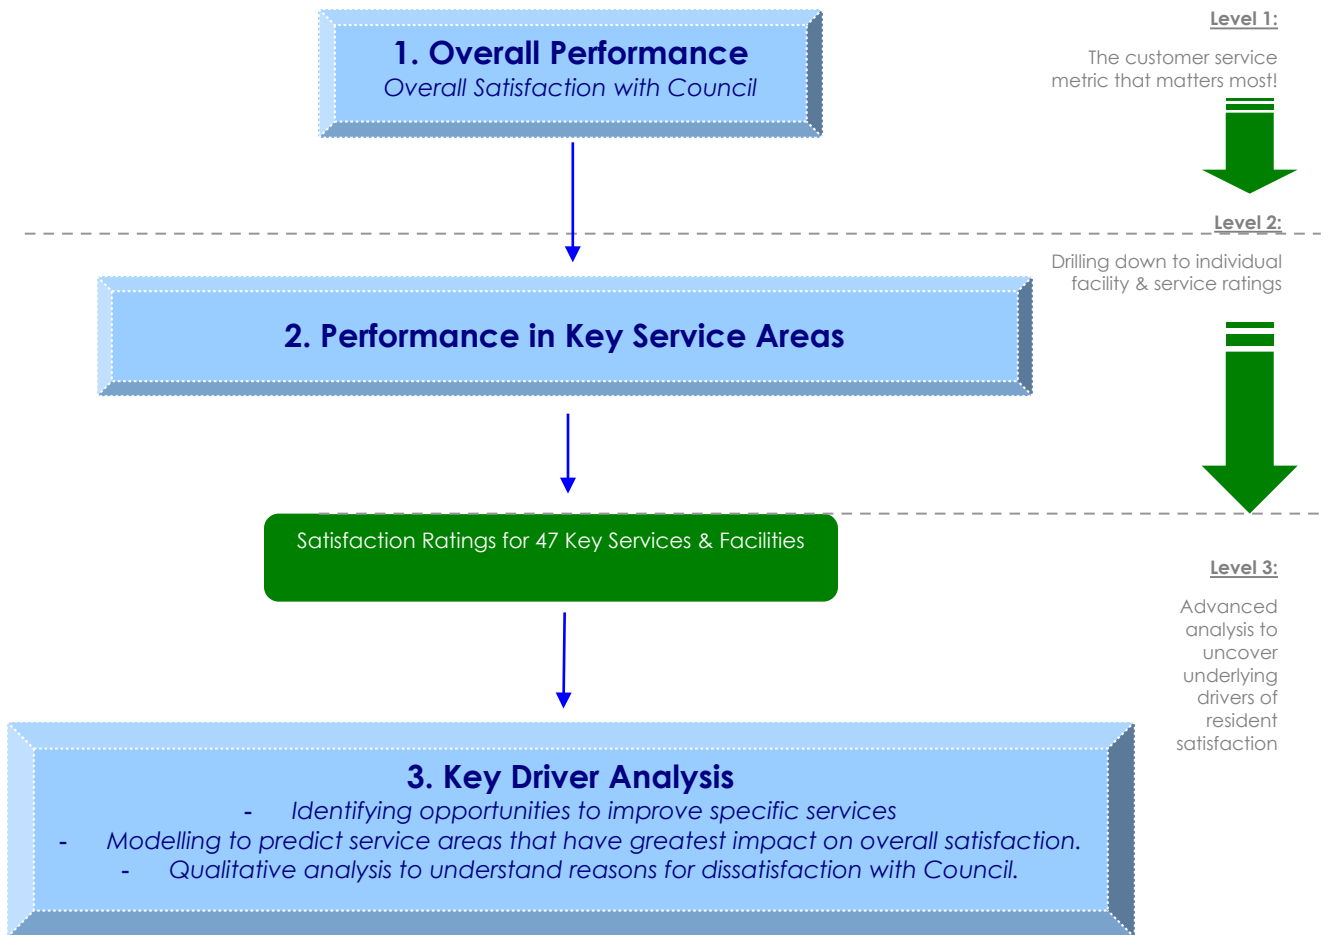 1. Overall Performance
Overall Satisfaction with Council
Level 1:
The customer service
metric that matters most!
Level 2:
Drilling down to individual
facility & service ratings
2. Performance in Key Service Areas
Satisfaction Ratings for 47 Key Services & Facilities
Level 3:
Advanced
analysis to
uncover
underlying
drivers of
resident
satisfaction
3. Key Driver Analysis
- Identifying opportunities to improve specific services
- Modelling to predict service areas that have greatest impact on overall satisfaction.
- Qualitative analysis to understand reasons for dissatisfaction with Council.